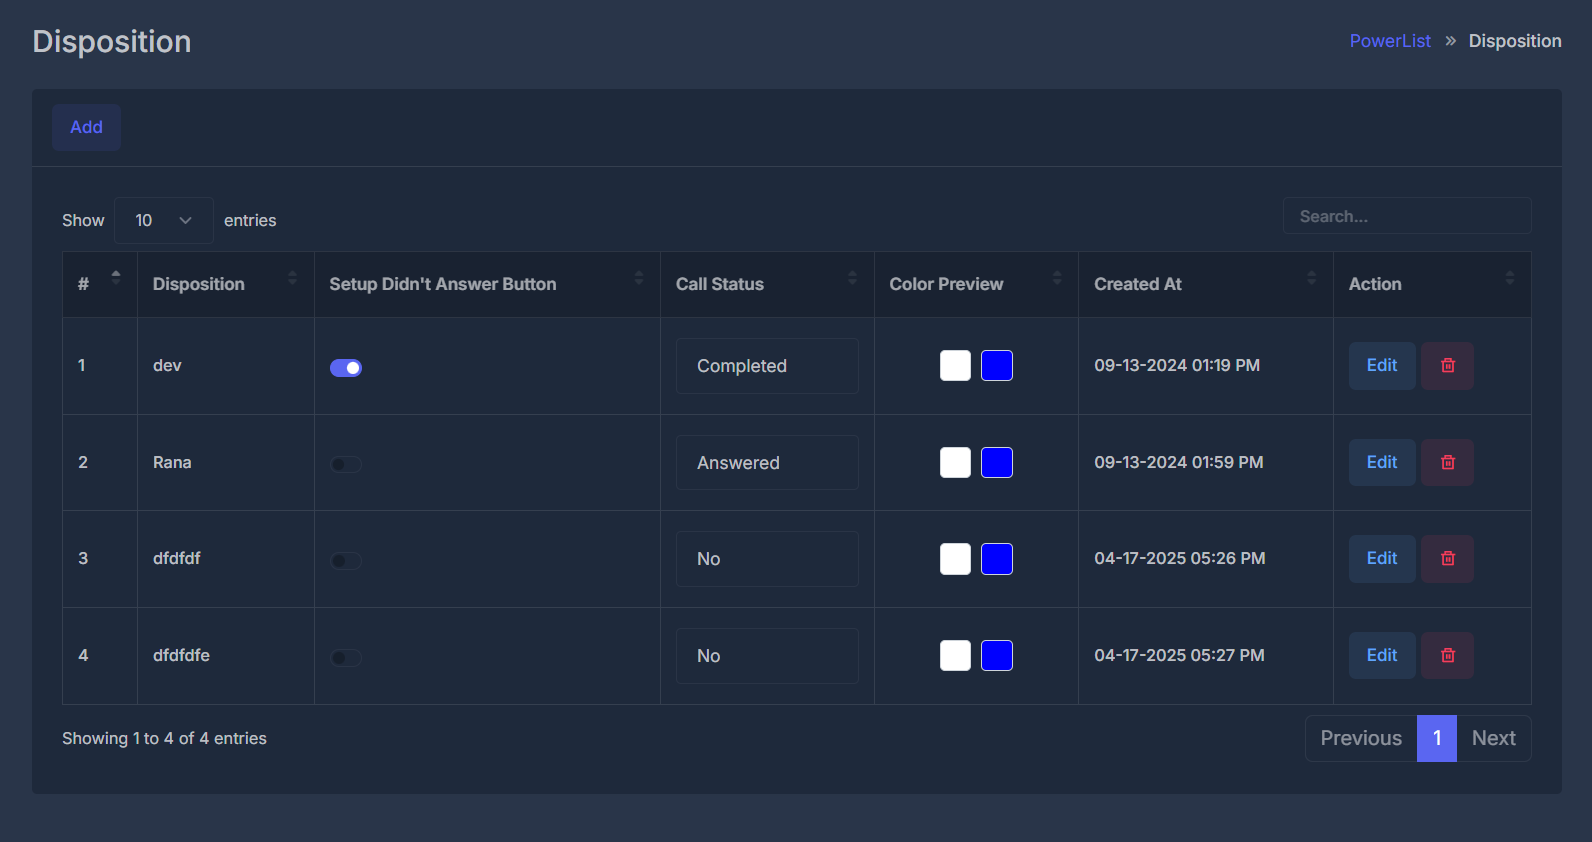 Disposition
PowerList » Disposition
Add
Show 10 entries
Search...
# Disposition Setup Didn't Answer Button Call Status Color Preview Created At Action
1 dev Completed 09-13-2024 01:19 PM Edit
2 Rana Answered 09-13-2024 01:59 PM Edit
3 dfdfdf No 04-17-2025 05:26 PM Edit
4 dfdfdfe No 04-17-2025 05:27 PM Edit
Showing 1 to 4 of 4 entries
Previous 1 Next